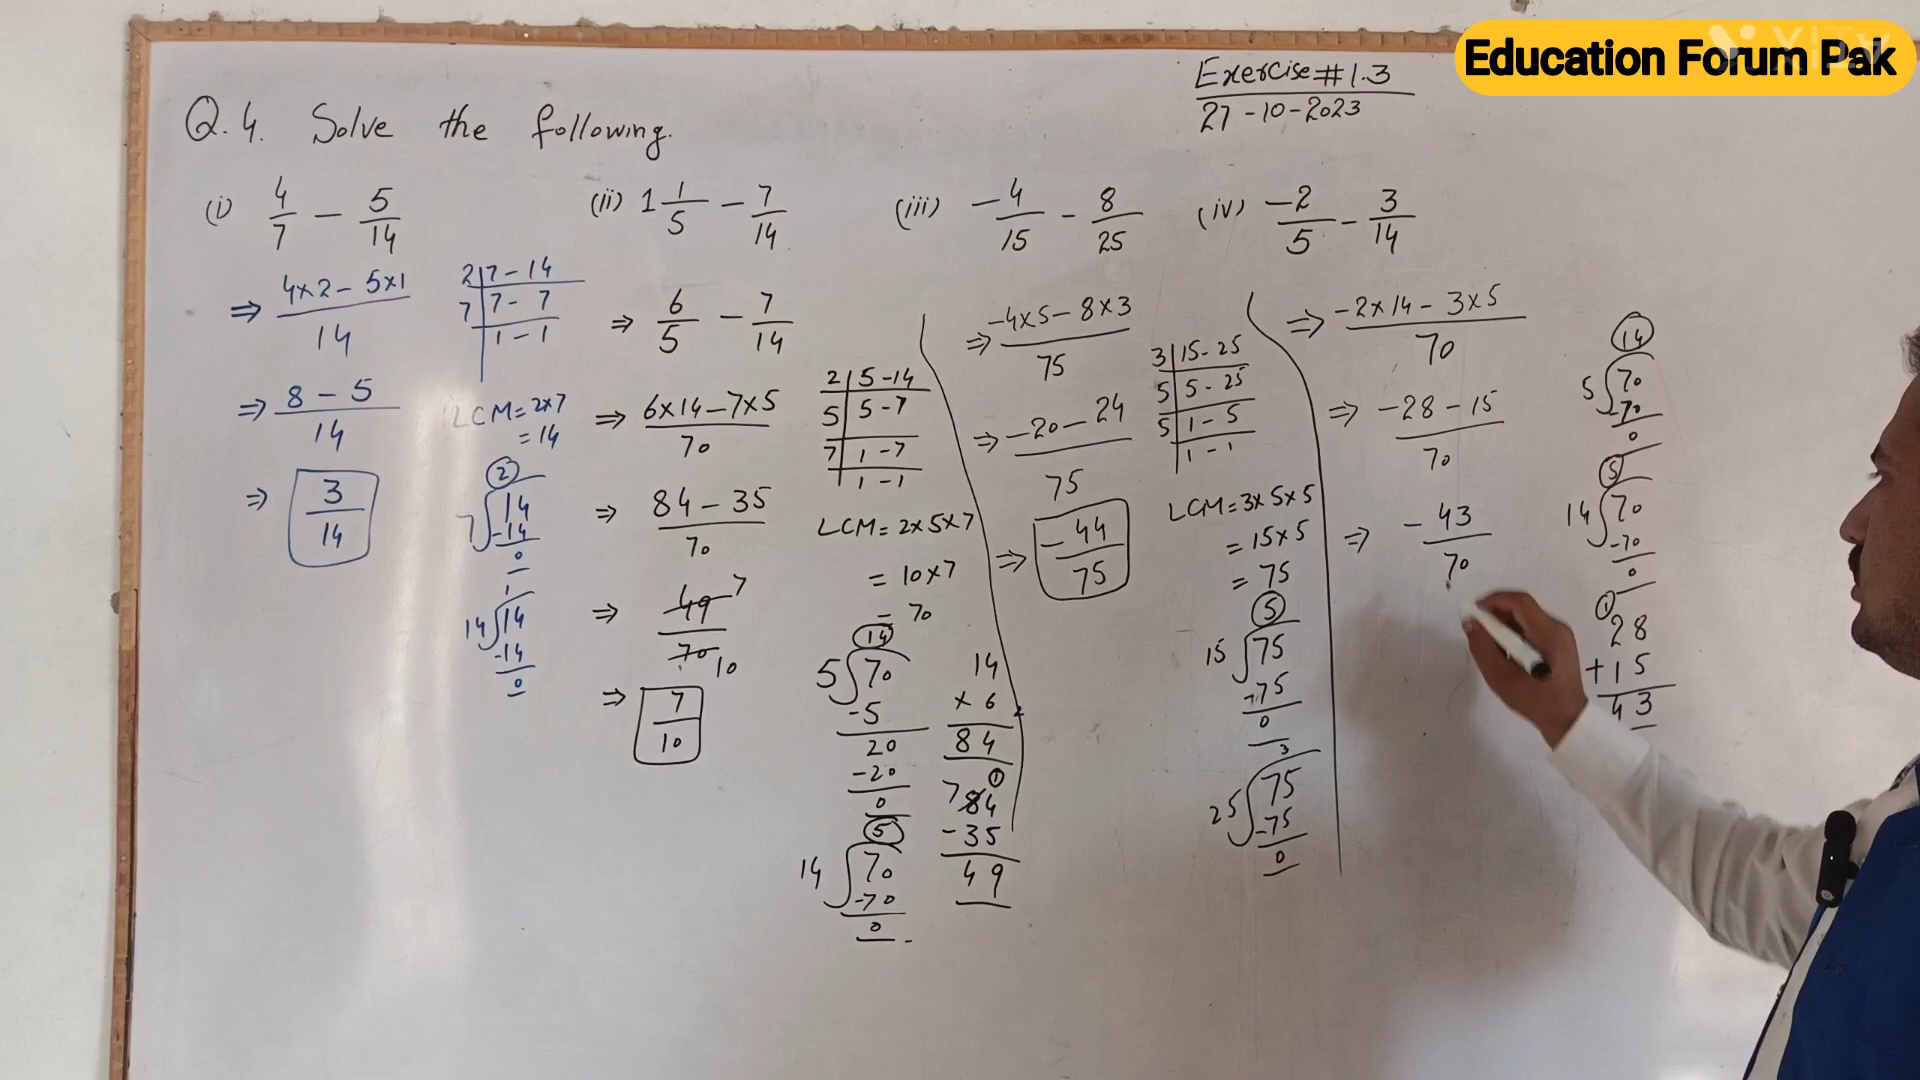 Education Forum Pak
Exercise #1.3
27-10-2023
Q.4. Solve the following.
(i) 4/7 - 5/14
⇒ 4×2 - 5×1 / 14
⇒ 8 - 5 / 14
⇒ 3/14
2 | 7 - 14
7 | 7 - 7
1 - 1
LCM = 2×7
= 14
2
7 14
-14
0
1
14 14
-14
0
(ii) 1 1/5 - 7/14
⇒ 6/5 - 7/14
⇒ 6×14 - 7×5 / 70
⇒ 84 - 35 / 70
⇒ 49 7 / 70 10
⇒ 7/10
2 | 5 - 14
5 | 5 - 7
7 | 1 - 7
1 - 1
LCM = 2×5×7
= 10×7
= 70
14
5 70
-5
20
-20
0
5
14 70
-70
0
14
× 6
84
7 1
84
-35
49
(iii) -4/15 - 8/25
⇒ -4×5 - 8×3 / 75
⇒ -20 - 24 / 75
⇒ -44/75
3 | 15 - 25
5 | 5 - 25
5 | 1 - 5
1 - 1
LCM = 3×5×5
= 15×5
= 75
5
15 75
-75
0
3
25 75
-75
0
(iv) -2/5 - 3/14
⇒ -2×14 - 3×5 / 70
⇒ -28 - 15 / 70
⇒ -43 / 70
14
5 70
-70
0
5
14 70
-70
0
1
28
+15
43